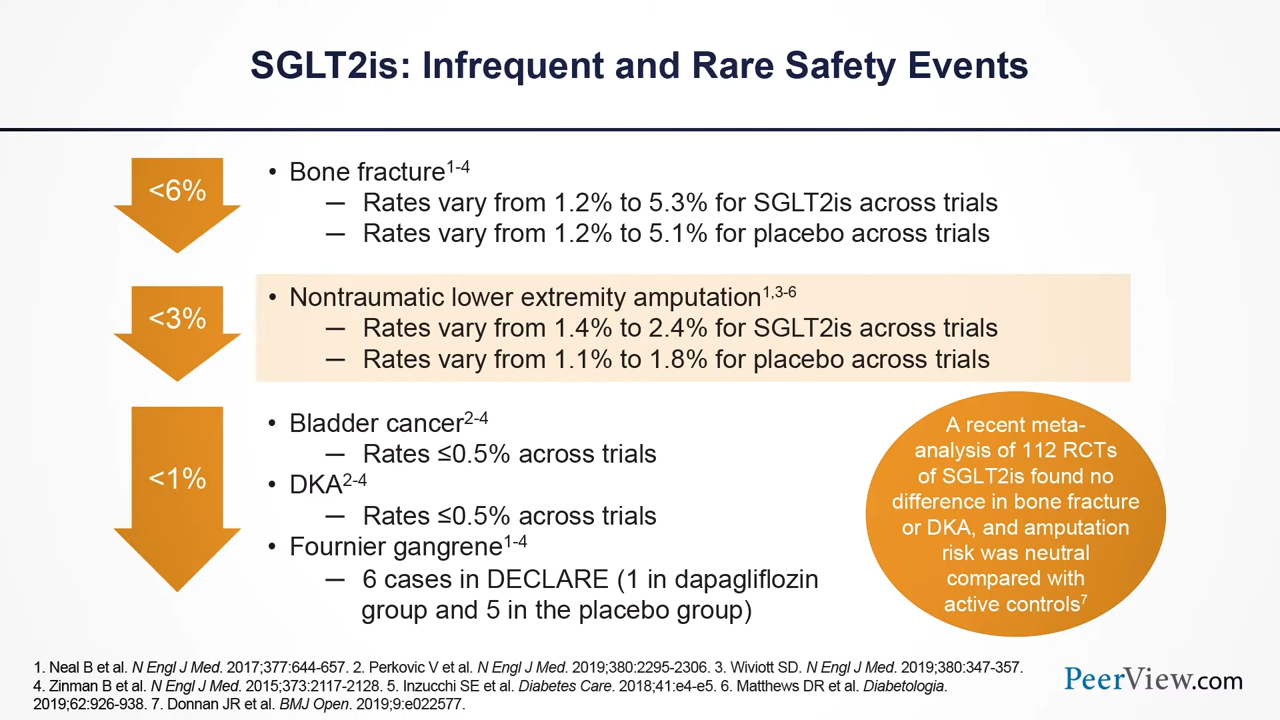 SGLT2is: Infrequent and Rare Safety Events
<6%
• Bone fracture1-4
— Rates vary from 1.2% to 5.3% for SGLT2is across trials
— Rates vary from 1.2% to 5.1% for placebo across trials
<3%
• Nontraumatic lower extremity amputation1,3-6
— Rates vary from 1.4% to 2.4% for SGLT2is across trials
— Rates vary from 1.1% to 1.8% for placebo across trials
<1%
• Bladder cancer2-4
— Rates ≤0.5% across trials
• DKA2-4
— Rates ≤0.5% across trials
• Fournier gangrene1-4
— 6 cases in DECLARE (1 in dapagliflozin
group and 5 in the placebo group)
A recent meta-
analysis of 112 RCTs
of SGLT2is found no
difference in bone fracture
or DKA, and amputation
risk was neutral
compared with
active controls7
1. Neal B et al. N Engl J Med. 2017;377:644-657. 2. Perkovic V et al. N Engl J Med. 2019;380:2295-2306. 3. Wiviott SD. N Engl J Med. 2019;380:347-357.
4. Zinman B et al. N Engl J Med. 2015;373:2117-2128. 5. Inzucchi SE et al. Diabetes Care. 2018;41:e4-e5. 6. Matthews DR et al. Diabetologia.
2019;62:926-938. 7. Donnan JR et al. BMJ Open. 2019;9:e022577.
PeerView.com